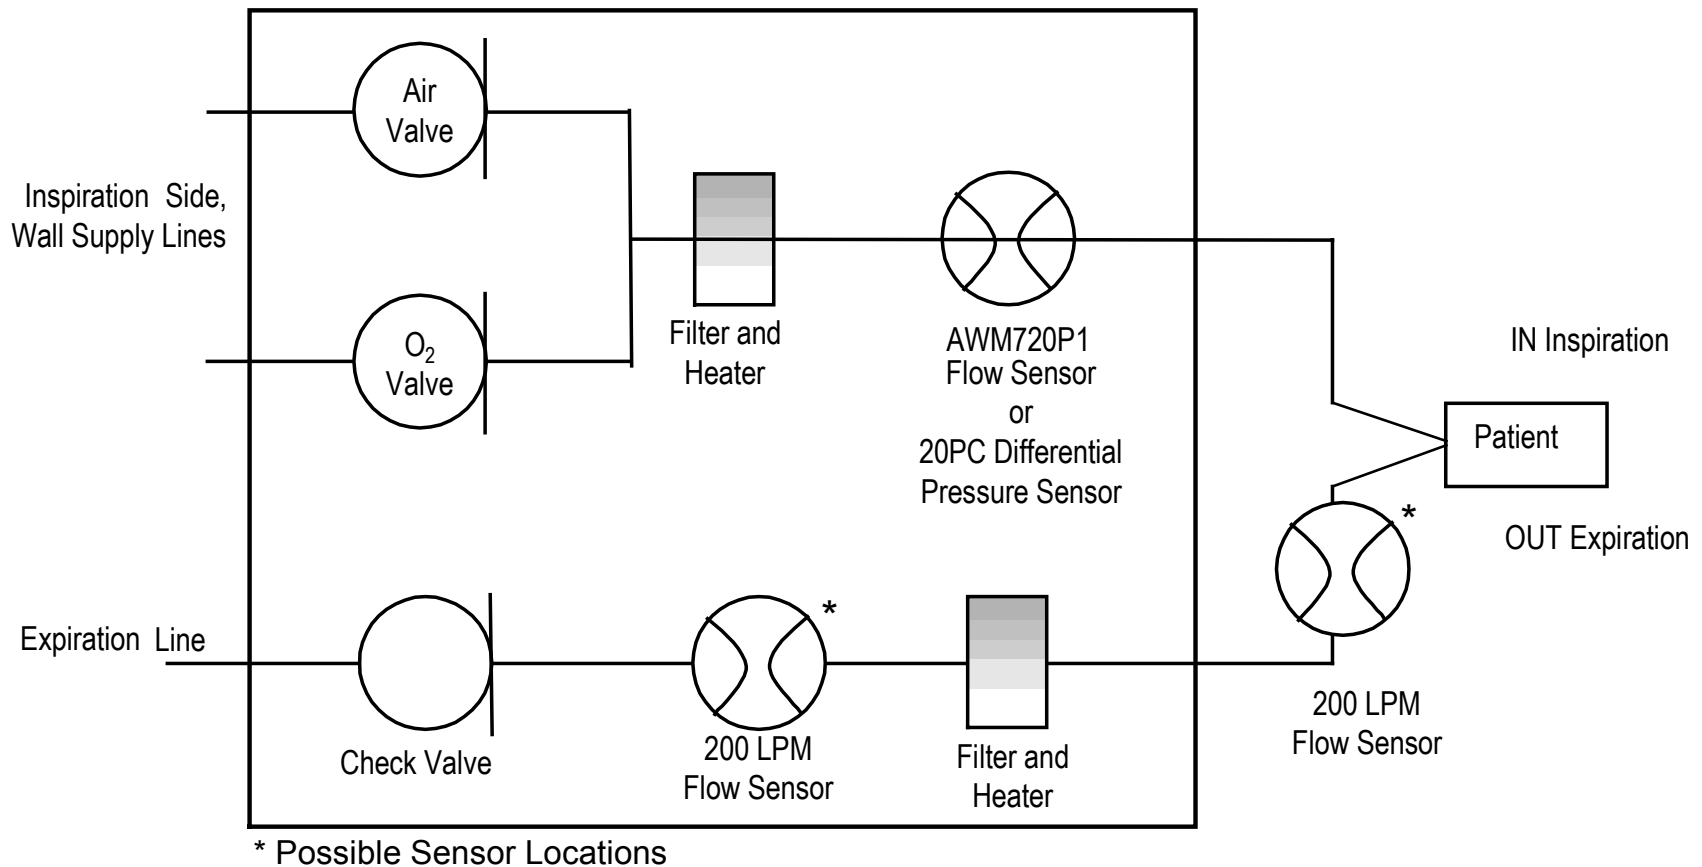 Air
Valve
Inspiration Side,
Wall Supply Lines
O₂
Valve
Filter and
Heater
AWM720P1
Flow Sensor
or
20PC Differential
Pressure Sensor
IN Inspiration
Patient
*
OUT Expiration
Expiration Line
*
Check Valve
200 LPM
Flow Sensor
Filter and
Heater
200 LPM
Flow Sensor
* Possible Sensor Locations